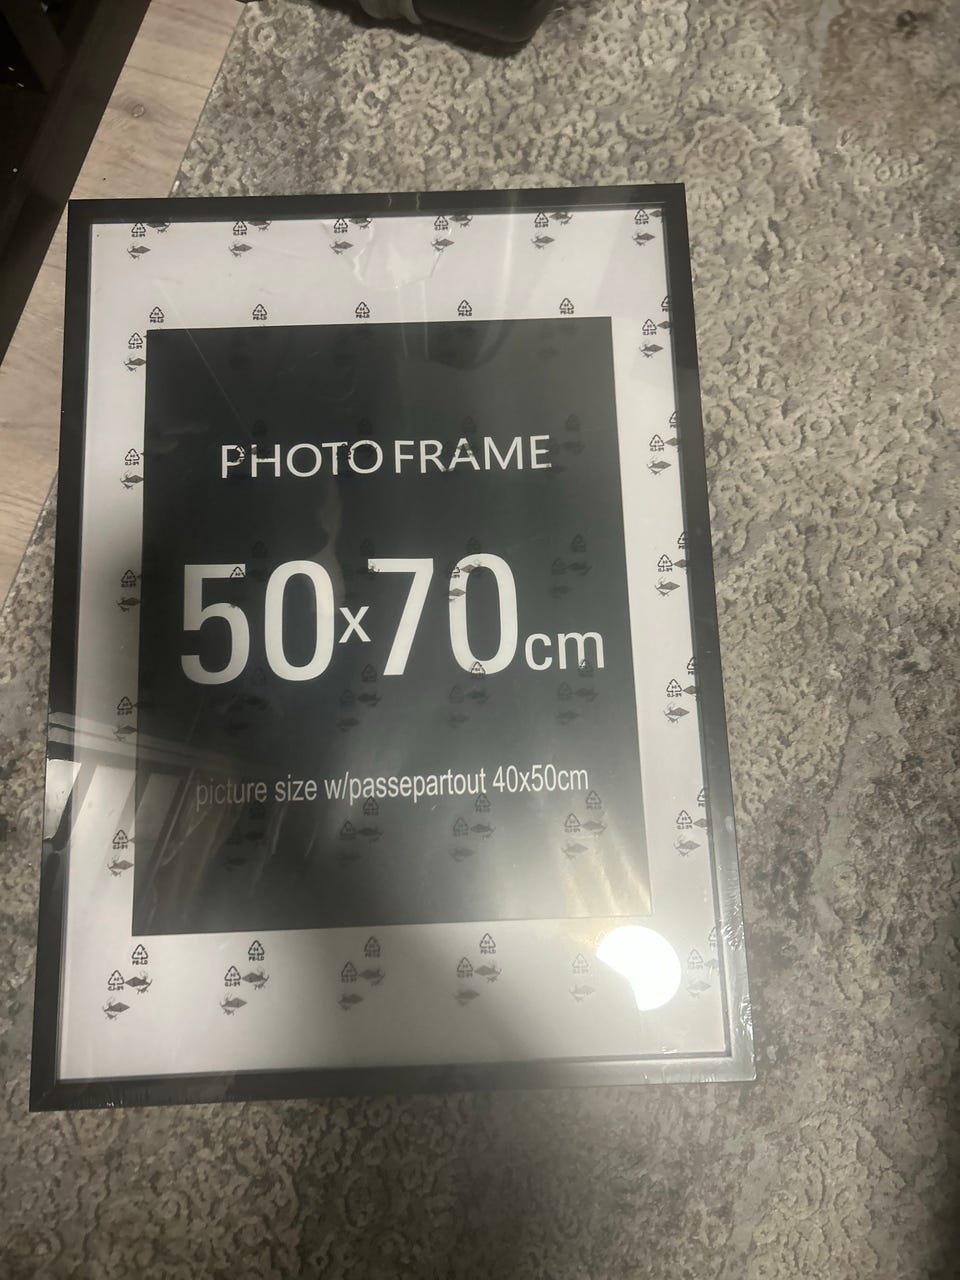 PHOTO FRAME
50x70cm
picture size w/passepartout 40x50cm